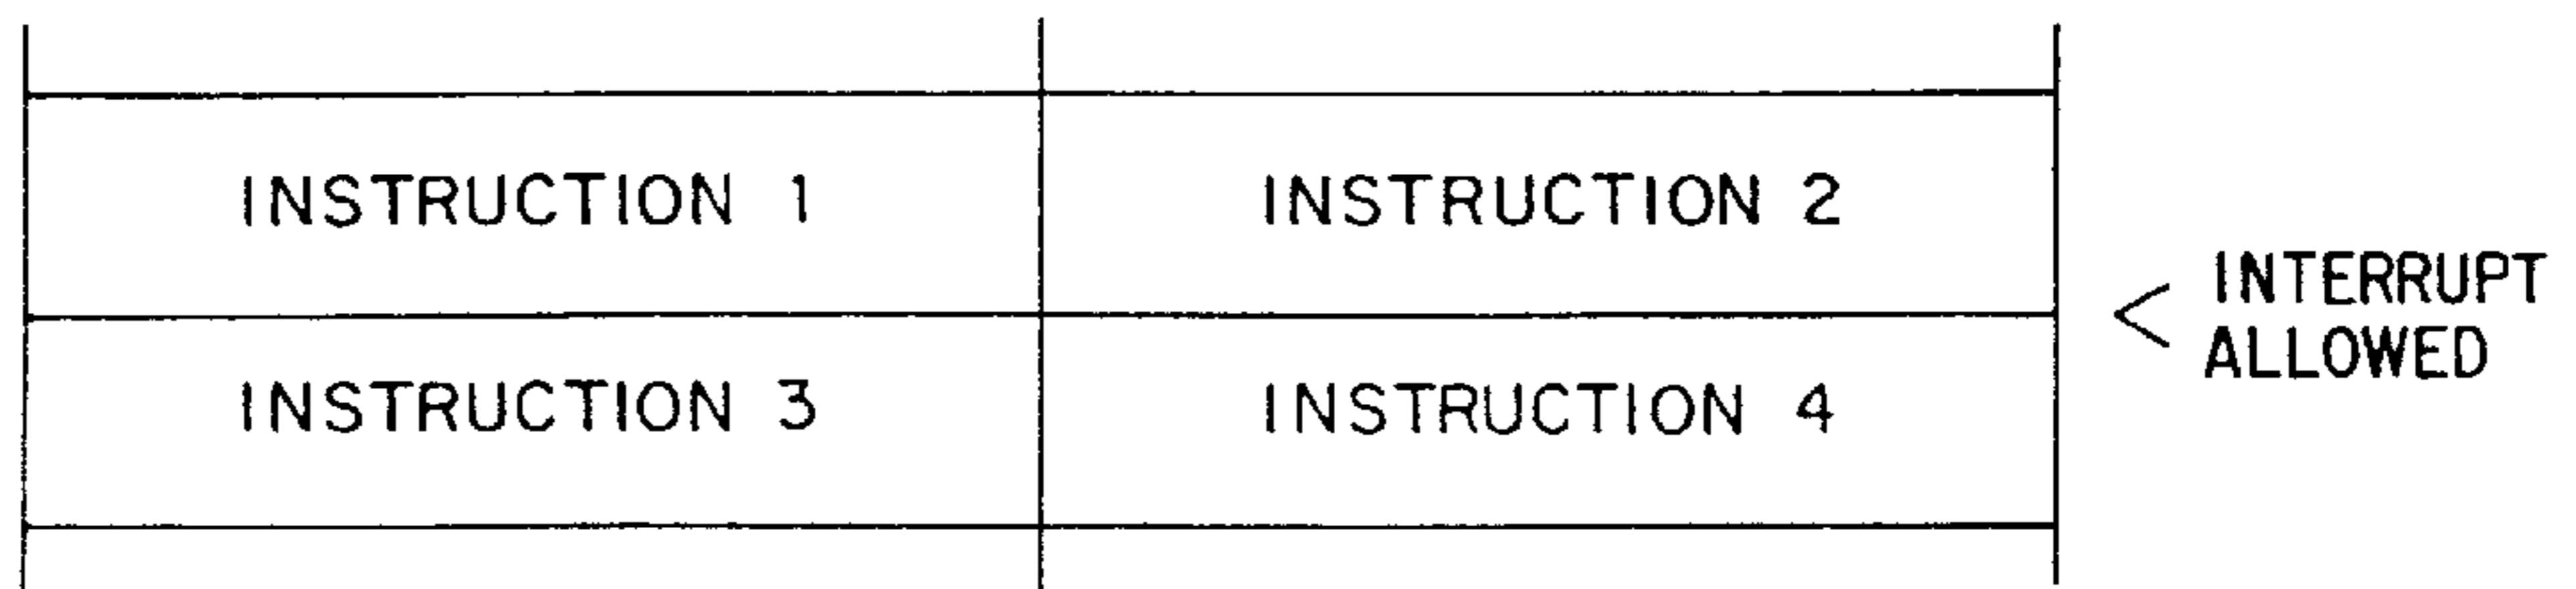 INSTRUCTION 1
INSTRUCTION 2
INTERRUPT
ALLOWED
INSTRUCTION 3
INSTRUCTION 4